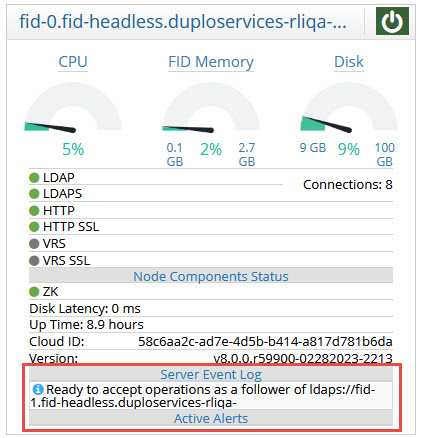 fid-0.fid-headless.duploservices-rliqa-...
CPU FID Memory Disk
5% 0.1 GB 2% 2.7 GB 9 GB 9% 100 GB
LDAP
Connections: 8
LDAPS
HTTP
HTTP SSL
VRS
VRS SSL
Node Components Status
ZK
Disk Latency: 0 ms
Up Time: 8.9 hours
Cloud ID: 58c6aa2c-ad7e-4d5b-b414-a817d781b6da
Version: v8.0.0.r59900-02282023-2213
Server Event Log
Ready to accept operations as a follower of ldaps://fid-
1.fid-headless.duploservices-rliqa-
Active Alerts